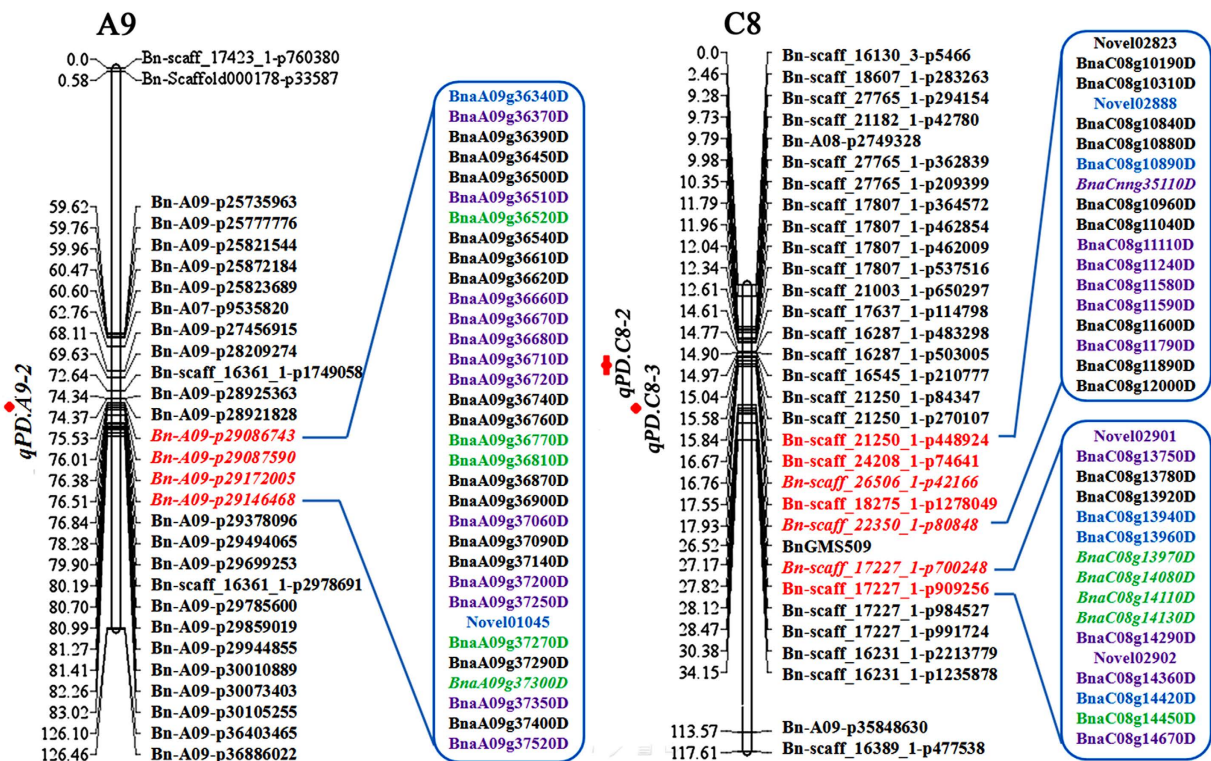 A9
0.0 Bn-scaff_17423_1-p760380
0.58 Bn-Scaffold000178-p33587
59.62 Bn-A09-p25735963
59.76 Bn-A09-p25777776
59.96 Bn-A09-p25821544
60.47 Bn-A09-p25872184
60.60 Bn-A09-p25823689
62.76 Bn-A07-p9535820
68.11 Bn-A09-p27456915
69.63 Bn-A09-p28209274
72.64 Bn-scaff_16361_1-p1749058
74.34 Bn-A09-p28925363
74.37 Bn-A09-p28921828
75.53 Bn-A09-p29086743
76.01 Bn-A09-p29087590
76.38 Bn-A09-p29172005
76.51 Bn-A09-p29146468
76.84 Bn-A09-p29378096
78.28 Bn-A09-p29494065
79.90 Bn-A09-p29699253
80.19 Bn-scaff_16361_1-p2978691
80.70 Bn-A09-p29785600
80.99 Bn-A09-p29859019
81.27 Bn-A09-p29944855
81.41 Bn-A09-p30010889
82.26 Bn-A09-p30073403
83.02 Bn-A09-p30105255
126.10 Bn-A09-p36403465
126.46 Bn-A09-p36886022
qPD.A9-2
BnaA09g36340D
BnaA09g36370D
BnaA09g36390D
BnaA09g36450D
BnaA09g36500D
BnaA09g36510D
BnaA09g36520D
BnaA09g36540D
BnaA09g36610D
BnaA09g36620D
BnaA09g36660D
BnaA09g36670D
BnaA09g36680D
BnaA09g36710D
BnaA09g36720D
BnaA09g36740D
BnaA09g36760D
BnaA09g36770D
BnaA09g36810D
BnaA09g36870D
BnaA09g36900D
BnaA09g37060D
BnaA09g37090D
BnaA09g37140D
BnaA09g37200D
BnaA09g37250D
Novel01045
BnaA09g37270D
BnaA09g37290D
BnaA09g37300D
BnaA09g37350D
BnaA09g37400D
BnaA09g37520D
C8
0.0 Bn-scaff_16130_3-p5466
2.46 Bn-scaff_18607_1-p283263
9.28 Bn-scaff_27765_1-p294154
9.73 Bn-scaff_21182_1-p42780
9.79 Bn-A08-p2749328
9.98 Bn-scaff_27765_1-p362839
10.35 Bn-scaff_27765_1-p209399
11.79 Bn-scaff_17807_1-p364572
11.96 Bn-scaff_17807_1-p462854
12.04 Bn-scaff_17807_1-p462009
12.34 Bn-scaff_17807_1-p537516
12.61 Bn-scaff_21003_1-p650297
14.61 Bn-scaff_17637_1-p114798
14.77 Bn-scaff_16287_1-p483298
14.90 Bn-scaff_16287_1-p503005
14.97 Bn-scaff_16545_1-p210777
15.04 Bn-scaff_21250_1-p84347
15.58 Bn-scaff_21250_1-p270107
15.84 Bn-scaff_21250_1-p448924
16.67 Bn-scaff_24208_1-p74641
16.76 Bn-scaff_26506_1-p42166
17.55 Bn-scaff_18275_1-p1278049
17.93 Bn-scaff_22350_1-p80848
26.52 BnGMS509
27.17 Bn-scaff_17227_1-p700248
27.82 Bn-scaff_17227_1-p909256
28.12 Bn-scaff_17227_1-p984527
28.47 Bn-scaff_17227_1-p991724
30.38 Bn-scaff_16231_1-p2213779
34.15 Bn-scaff_16231_1-p1235878
113.57 Bn-A09-p35848630
117.61 Bn-scaff_16389_1-p477538
qPD.C8-2
qPD.C8-3
Novel02823
BnaC08g10190D
BnaC08g10310D
Novel02888
BnaC08g10840D
BnaC08g10880D
BnaC08g10890D
BnaCnng35110D
BnaC08g10960D
BnaC08g11040D
BnaC08g11110D
BnaC08g11240D
BnaC08g11580D
BnaC08g11590D
BnaC08g11600D
BnaC08g11790D
BnaC08g11890D
BnaC08g12000D
Novel02901
BnaC08g13750D
BnaC08g13780D
BnaC08g13920D
BnaC08g13940D
BnaC08g13960D
BnaC08g13970D
BnaC08g14080D
BnaC08g14110D
BnaC08g14130D
BnaC08g14290D
Novel02902
BnaC08g14360D
BnaC08g14420D
BnaC08g14450D
BnaC08g14670D